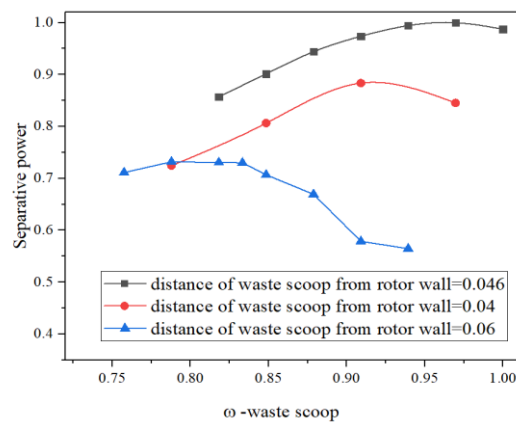 1.0
0.9
0.8
0.7
0.6
0.5
0.4
Separative power
distance of waste scoop from rotor wall=0.046
distance of waste scoop from rotor wall=0.04
distance of waste scoop from rotor wall=0.06
0.75 0.80 0.85 0.90 0.95 1.00
ω -waste scoop